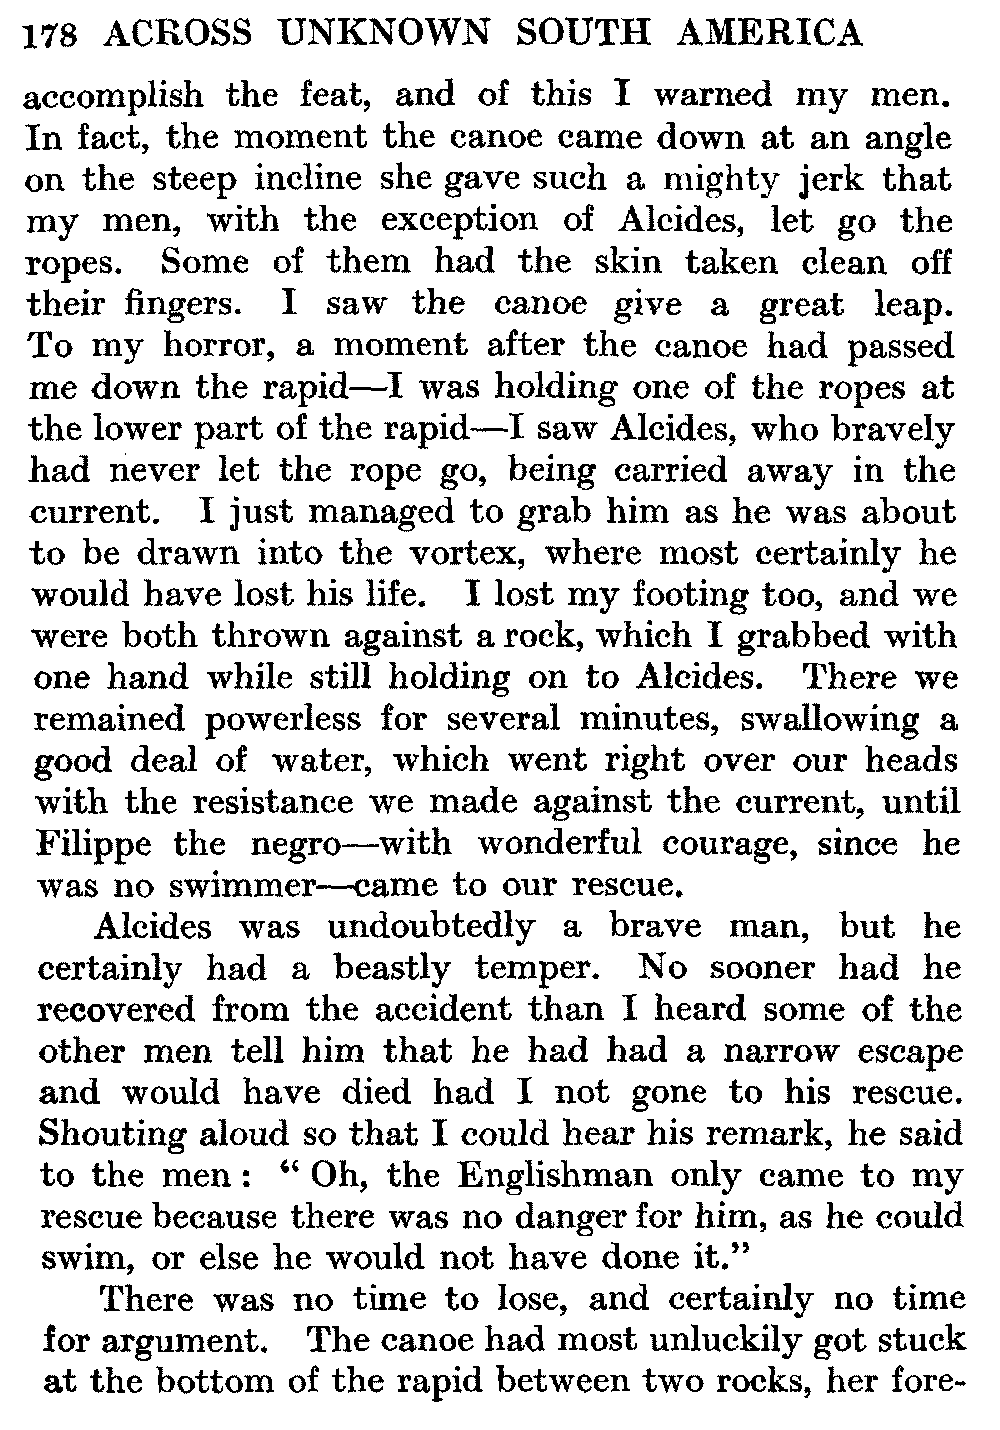 178 ACROSS UNKNOWN SOUTH AMERICA
accomplish the feat, and of this I warned my men.
In fact, the moment the canoe came down at an angle
on the steep incline she gave such a mighty jerk that
my men, with the exception of Alcides, let go the
ropes. Some of them had the skin taken clean off
their fingers. I saw the canoe give a great leap.
To my horror, a moment after the canoe had passed
me down the rapid—I was holding one of the ropes at
the lower part of the rapid—I saw Alcides, who bravely
had never let the rope go, being carried away in the
current. I just managed to grab him as he was about
to be drawn into the vortex, where most certainly he
would have lost his life. I lost my footing too, and we
were both thrown against a rock, which I grabbed with
one hand while still holding on to Alcides. There we
remained powerless for several minutes, swallowing a
good deal of water, which went right over our heads
with the resistance we made against the current, until
Filippe the negro—with wonderful courage, since he
was no swimmer—came to our rescue.
Alcides was undoubtedly a brave man, but he
certainly had a beastly temper. No sooner had he
recovered from the accident than I heard some of the
other men tell him that he had had a narrow escape
and would have died had I not gone to his rescue.
Shouting aloud so that I could hear his remark, he said
to the men : “ Oh, the Englishman only came to my
rescue because there was no danger for him, as he could
swim, or else he would not have done it.”
There was no time to lose, and certainly no time
for argument. The canoe had most unluckily got stuck
at the bottom of the rapid between two rocks, her fore-